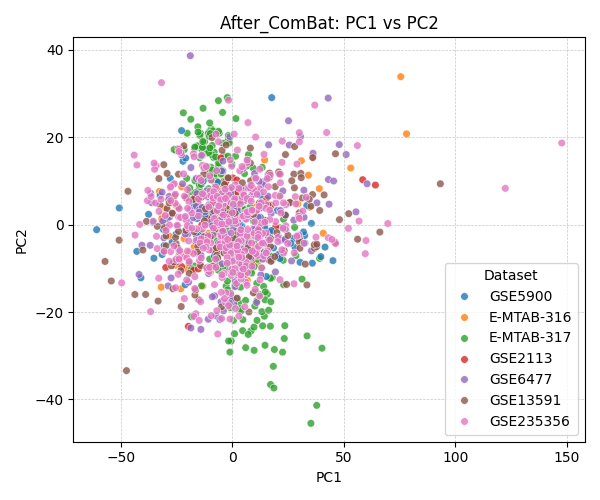 After_ComBat: PC1 vs PC2
PC2
40
20
0
−20
−40
−50
0
50
100
150
PC1
Dataset
GSE5900
E-MTAB-316
E-MTAB-317
GSE2113
GSE6477
GSE13591
GSE235356